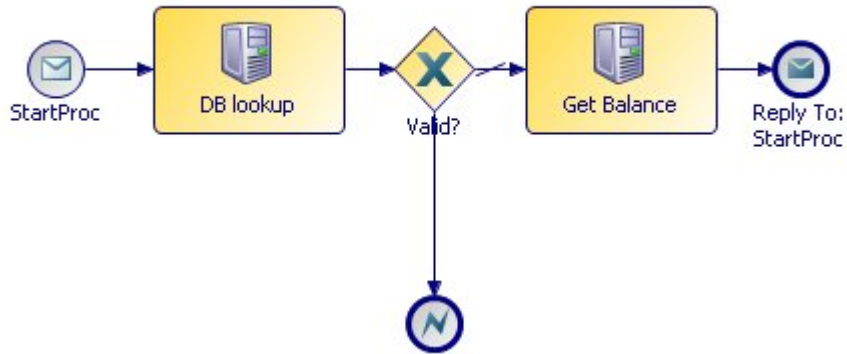 StartProc
DB lookup
Valid?
Get Balance
Reply To:
StartProc